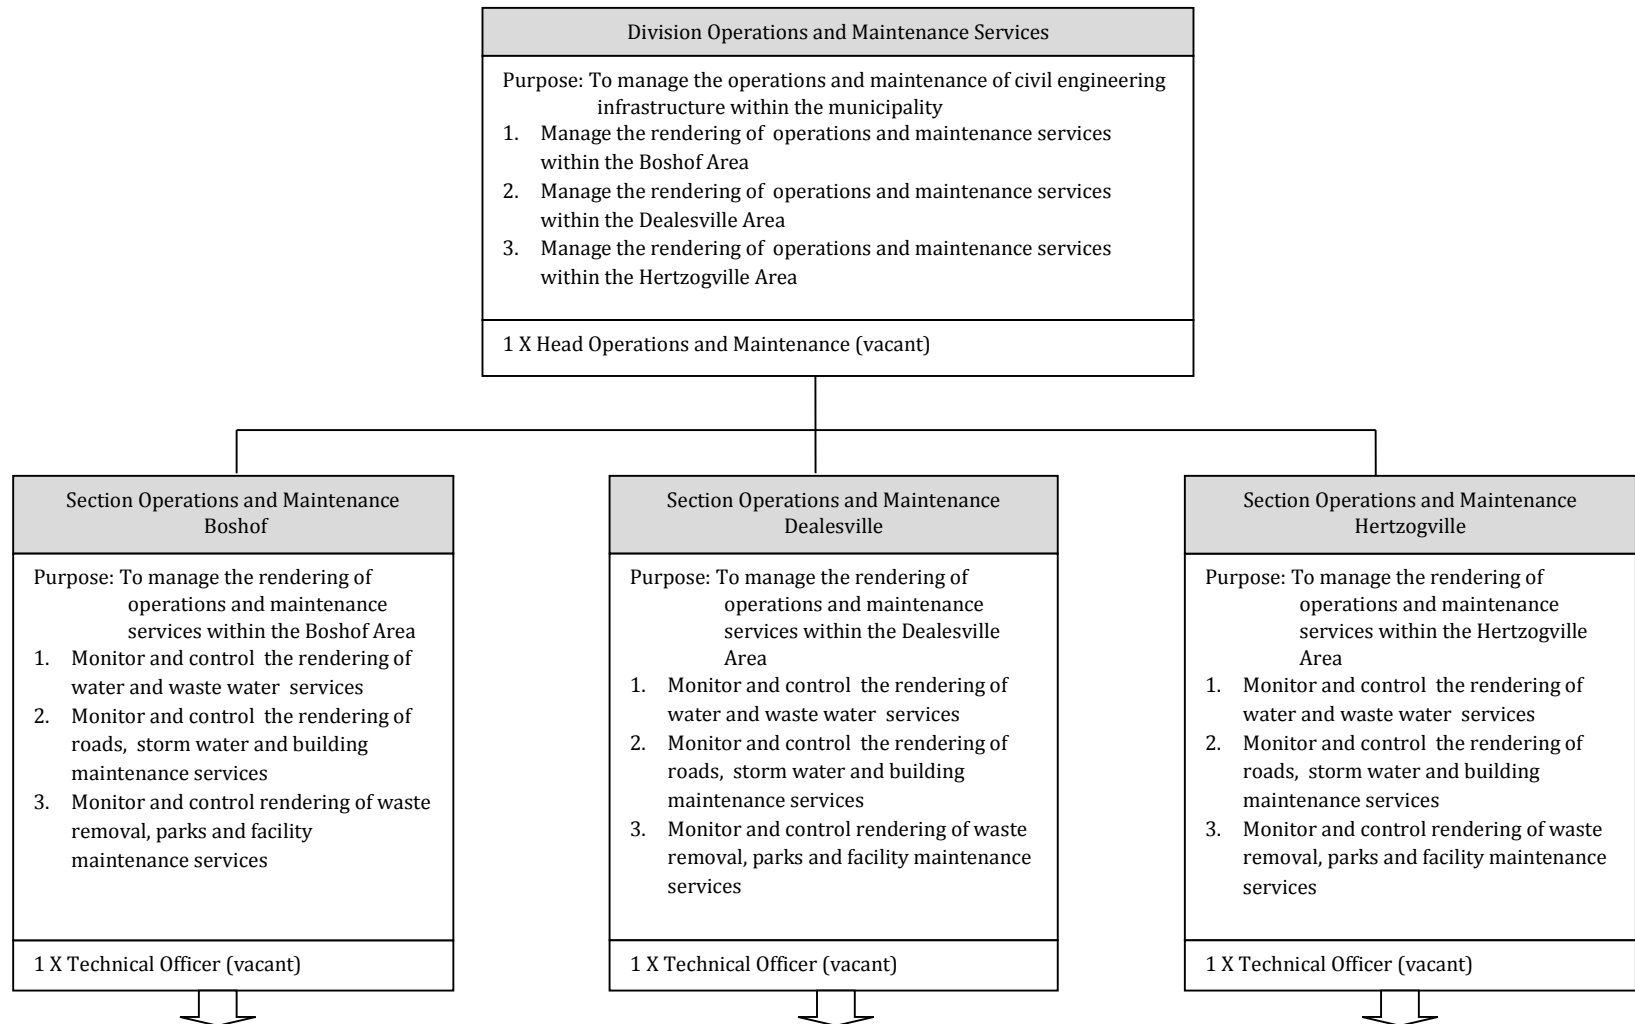 Division Operations and Maintenance Services
Purpose: To manage the operations and maintenance of civil engineering
infrastructure within the municipality
1. Manage the rendering of operations and maintenance services
within the Boshof Area
2. Manage the rendering of operations and maintenance services
within the Dealesville Area
3. Manage the rendering of operations and maintenance services
within the Hertzogville Area
1 X Head Operations and Maintenance (vacant)
Section Operations and Maintenance
Boshof
Purpose: To manage the rendering of
operations and maintenance
services within the Boshof Area
1. Monitor and control the rendering of
water and waste water services
2. Monitor and control the rendering of
roads, storm water and building
maintenance services
3. Monitor and control rendering of waste
removal, parks and facility
maintenance services
1 X Technical Officer (vacant)
Section Operations and Maintenance
Dealesville
Purpose: To manage the rendering of
operations and maintenance
services within the Dealesville
Area
1. Monitor and control the rendering of
water and waste water services
2. Monitor and control the rendering of
roads, storm water and building
maintenance services
3. Monitor and control rendering of waste
removal, parks and facility maintenance
services
1 X Technical Officer (vacant)
Section Operations and Maintenance
Hertzogville
Purpose: To manage the rendering of
operations and maintenance
services within the Hertzogville
Area
1. Monitor and control the rendering of
water and waste water services
2. Monitor and control the rendering of
roads, storm water and building
maintenance services
3. Monitor and control rendering of waste
removal, parks and facility maintenance
services
1 X Technical Officer (vacant)